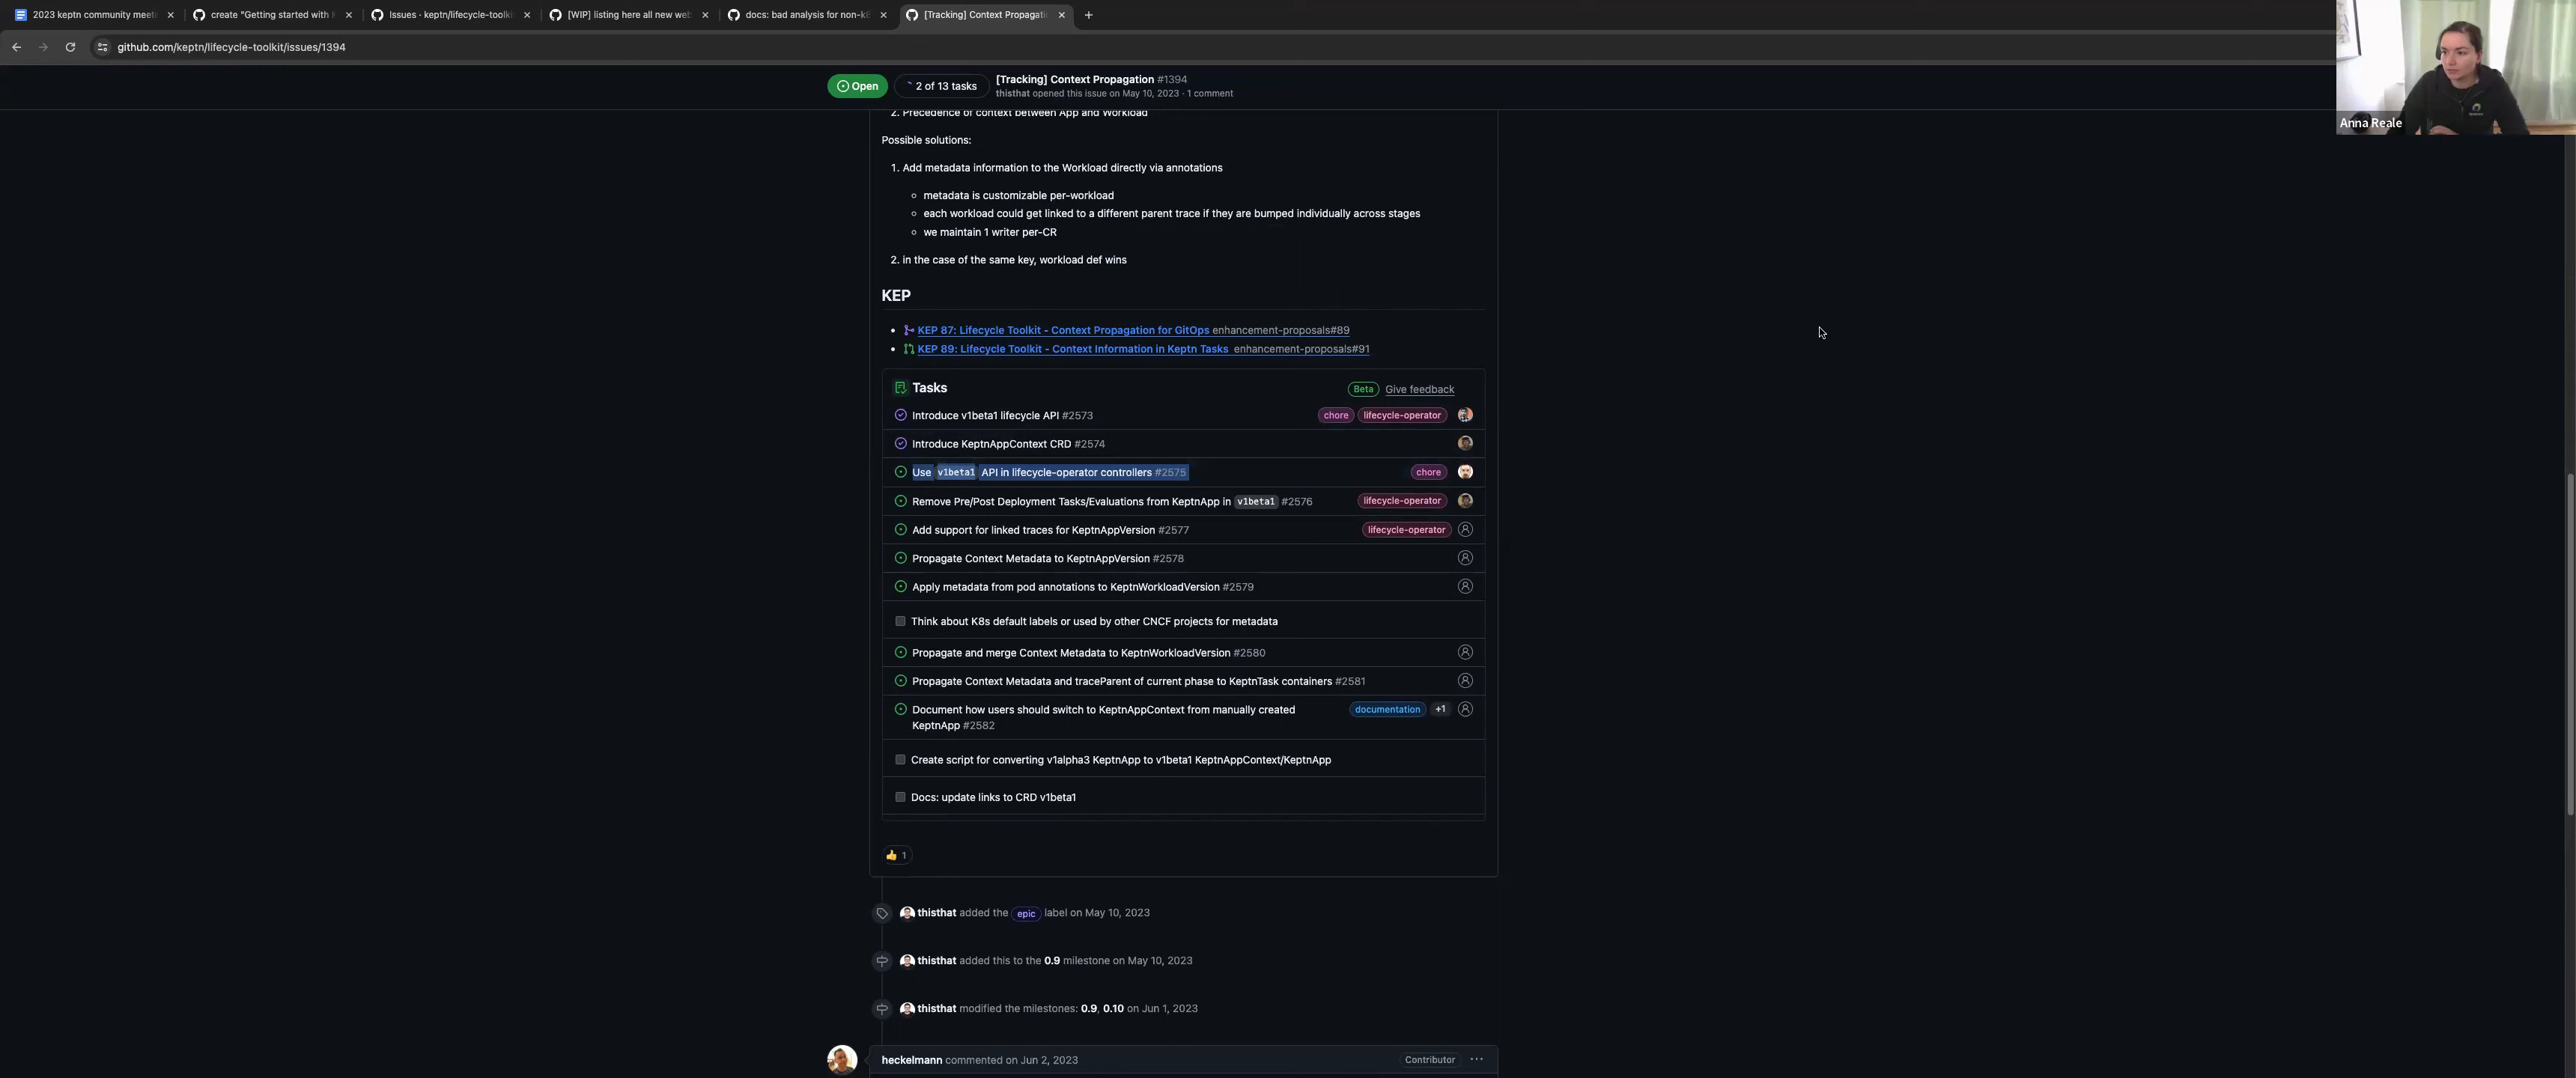 2023 keptn community meeti
create "Getting started with K
Issues · keptn/lifecycle-toolki
[WIP] listing here all new web
docs: bad analysis for non-k8
[Tracking] Context Propagatio
github.com/keptn/lifecycle-toolkit/issues/1394
Open
2 of 13 tasks
[Tracking] Context Propagation #1394
thisthat opened this issue on May 10, 2023 · 1 comment
Anna Reale
2. Precedence of context between App and Workload
Possible solutions:
1. Add metadata information to the Workload directly via annotations
metadata is customizable per-workload
each workload could get linked to a different parent trace if they are bumped individually across stages
we maintain 1 writer per-CR
2. in the case of the same key, workload def wins
KEP
KEP 87: Lifecycle Toolkit - Context Propagation for GitOps enhancement-proposals#89
KEP 89: Lifecycle Toolkit - Context Information in Keptn Tasks enhancement-proposals#91
Tasks Beta Give feedback
Introduce v1beta1 lifecycle API #2573 chore lifecycle-operator
Introduce KeptnAppContext CRD #2574
Use v1beta1 API in lifecycle-operator controllers #2575 chore
Remove Pre/Post Deployment Tasks/Evaluations from KeptnApp in v1beta1 #2576 lifecycle-operator
Add support for linked traces for KeptnAppVersion #2577 lifecycle-operator
Propagate Context Metadata to KeptnAppVersion #2578
Apply metadata from pod annotations to KeptnWorkloadVersion #2579
Think about K8s default labels or used by other CNCF projects for metadata
Propagate and merge Context Metadata to KeptnWorkloadVersion #2580
Propagate Context Metadata and traceParent of current phase to KeptnTask containers #2581
Document how users should switch to KeptnAppContext from manually created documentation +1
KeptnApp #2582
Create script for converting v1alpha3 KeptnApp to v1beta1 KeptnAppContext/KeptnApp
Docs: update links to CRD v1beta1
👍 1
thisthat added the epic label on May 10, 2023
thisthat added this to the 0.9 milestone on May 10, 2023
thisthat modified the milestones: 0.9, 0.10 on Jun 1, 2023
heckelmann commented on Jun 2, 2023 Contributor ...